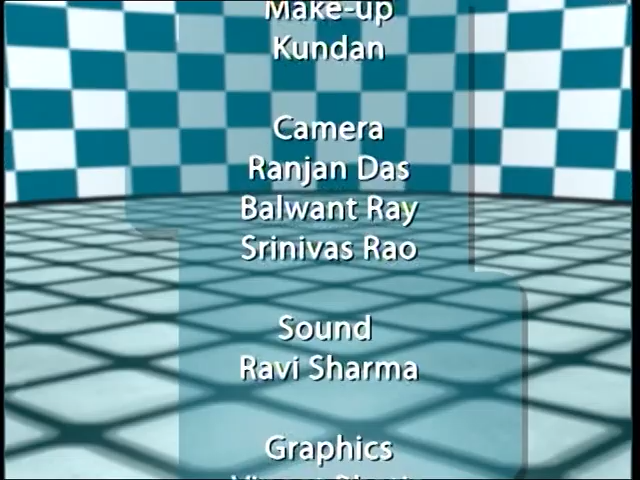 Make-up
Kundan
Camera
Ranjan Das
Balwant Ray
Srinivas Rao
Sound
Ravi Sharma
Graphics